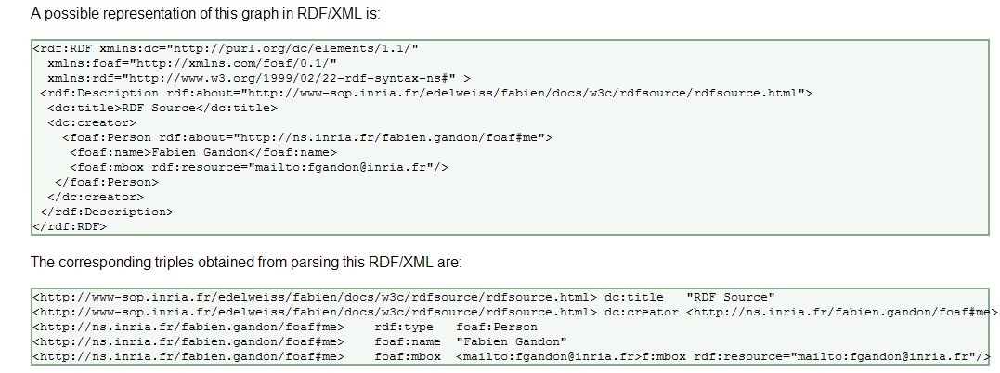 A possible representation of this graph in RDF/XML is:
<rdf:RDF xmlns:dc="http://purl.org/dc/elements/1.1/"
xmlns:foaf="http://xmlns.com/foaf/0.1/"
xmlns:rdf="http://www.w3.org/1999/02/22-rdf-syntax-ns#" >
<rdf:Description rdf:about="http://www-sop.inria.fr/edelweiss/fabien/docs/w3c/rdfsource/rdfsource.html">
<dc:title>RDF Source</dc:title>
<dc:creator>
<foaf:Person rdf:about="http://ns.inria.fr/fabien.gandon/foaf#me">
<foaf:name>Fabien Gandon</foaf:name>
<foaf:mbox rdf:resource="mailto:fgandon@inria.fr"/>
</foaf:Person>
</dc:creator>
</rdf:Description>
</rdf:RDF>
The corresponding triples obtained from parsing this RDF/XML are:
<http://www-sop.inria.fr/edelweiss/fabien/docs/w3c/rdfsource/rdfsource.html> dc:title "RDF Source"
<http://www-sop.inria.fr/edelweiss/fabien/docs/w3c/rdfsource/rdfsource.html> dc:creator <http://ns.inria.fr/fabien.gandon/foaf#me>
<http://ns.inria.fr/fabien.gandon/foaf#me> rdf:type foaf:Person
<http://ns.inria.fr/fabien.gandon/foaf#me> foaf:name "Fabien Gandon"
<http://ns.inria.fr/fabien.gandon/foaf#me> foaf:mbox <mailto:fgandon@inria.fr>f:mbox rdf:resource="mailto:fgandon@inria.fr"/>